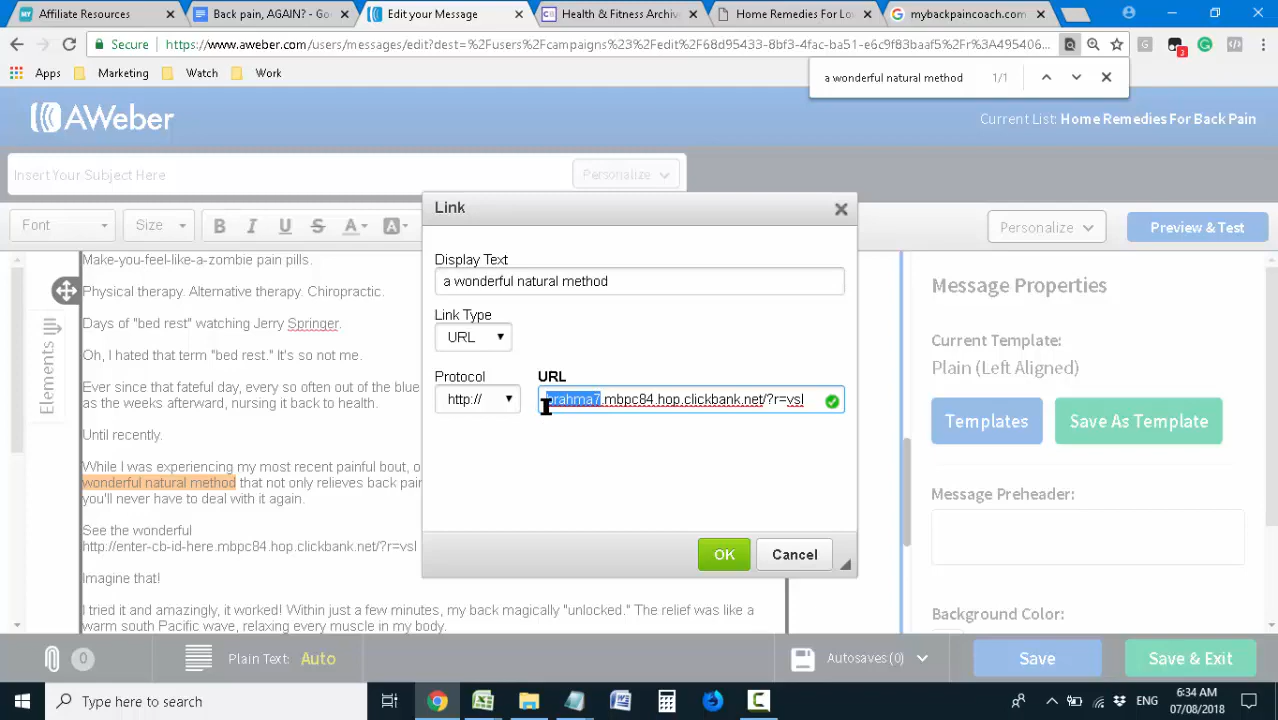 Affiliate Resources
Back pain, AGAIN? - Go
Edit your Message
Health & Fitness Archiv
Home Remedies For Lo
mybackpaincoach.com
Secure
https://www.aweber.com/users/messages/edit?dest=%2Fusers%2Fcampaigns%23%2Fedit%2F68d95433-8bf3-4fac-ba51-e6c9f83baaf5%2Fr%3A495406...
Apps
Marketing
Watch
Work
3
a wonderful natural method
1/1
AWeber
Current List: Home Remedies For Back Pain
Insert Your Subject Here
Personalize
Font
Size
B I U S A A
Personalize
Preview & Test
Elements
Make-you-feel-like-a-zombie pain pills.
Physical therapy. Alternative therapy. Chiropractic.
Days of "bed rest" watching Jerry Springer.
Oh, I hated that term "bed rest." It's so not me.
Ever since that fateful day, every so often out of the blue
as the weeks afterward, nursing it back to health.
Until recently.
While I was experiencing my most recent painful bout, o
wonderful natural method that not only relieves back pain
you'll never have to deal with it again.
See the wonderful
http://enter-cb-id-here.mbpc84.hop.clickbank.net/?r=vsl
Imagine that!
I tried it and amazingly, it worked! Within just a few minutes, my back magically "unlocked." The relief was like a
warm south Pacific wave, relaxing every muscle in my body.
Link
Display Text
a wonderful natural method
Link Type
URL
Protocol
URL
http://
brahma7.mbpc84.hop.clickbank.net/?r=vsl
OK
Cancel
Message Properties
Current Template:
Plain (Left Aligned)
Templates
Save As Template
Message Preheader:
Background Color:
0
Plain Text: Auto
Autosaves (0)
Save
Save & Exit
Type here to search
ENG
6:34 AM
07/08/2018